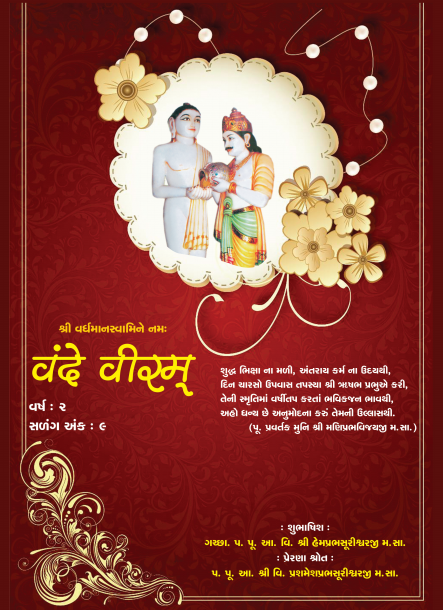 શ્રી વર્ધમાનસ્વામિને નમઃ
વંદે વીરમ્
વર્ષ : ૨
સળંગ અંક : ૯
શુદ્ધ ભિક્ષા ના મળી, અંતરાય કર્મ ના ઉદયથી,
દિન ચારસો ઉપવાસ તપસ્યા શ્રી ઋષભ પ્રભુએ કરી,
તેની સ્મૃતિમાં વર્ષીતપ કરતાં ભવિકજન ભાવથી,
અહો ધન્ય છે અનુમોદના કરું તેમની ઉલ્લાસથી.
(પૂ. પ્રવર્તક મુનિ શ્રી મણિપ્રભવિજયજી મ.સા.)
: શુભાષિશ :
ગચ્છા. પ. પૂ. આ. વિ. શ્રી હેમપ્રભસૂરીશ્વરજી મ.સા.
: પ્રેરણા શ્રોત :
પ. પૂ. આ. શ્રી વિ. પ્રશમેશપ્રભસૂરીશ્વરજી મ.સા.